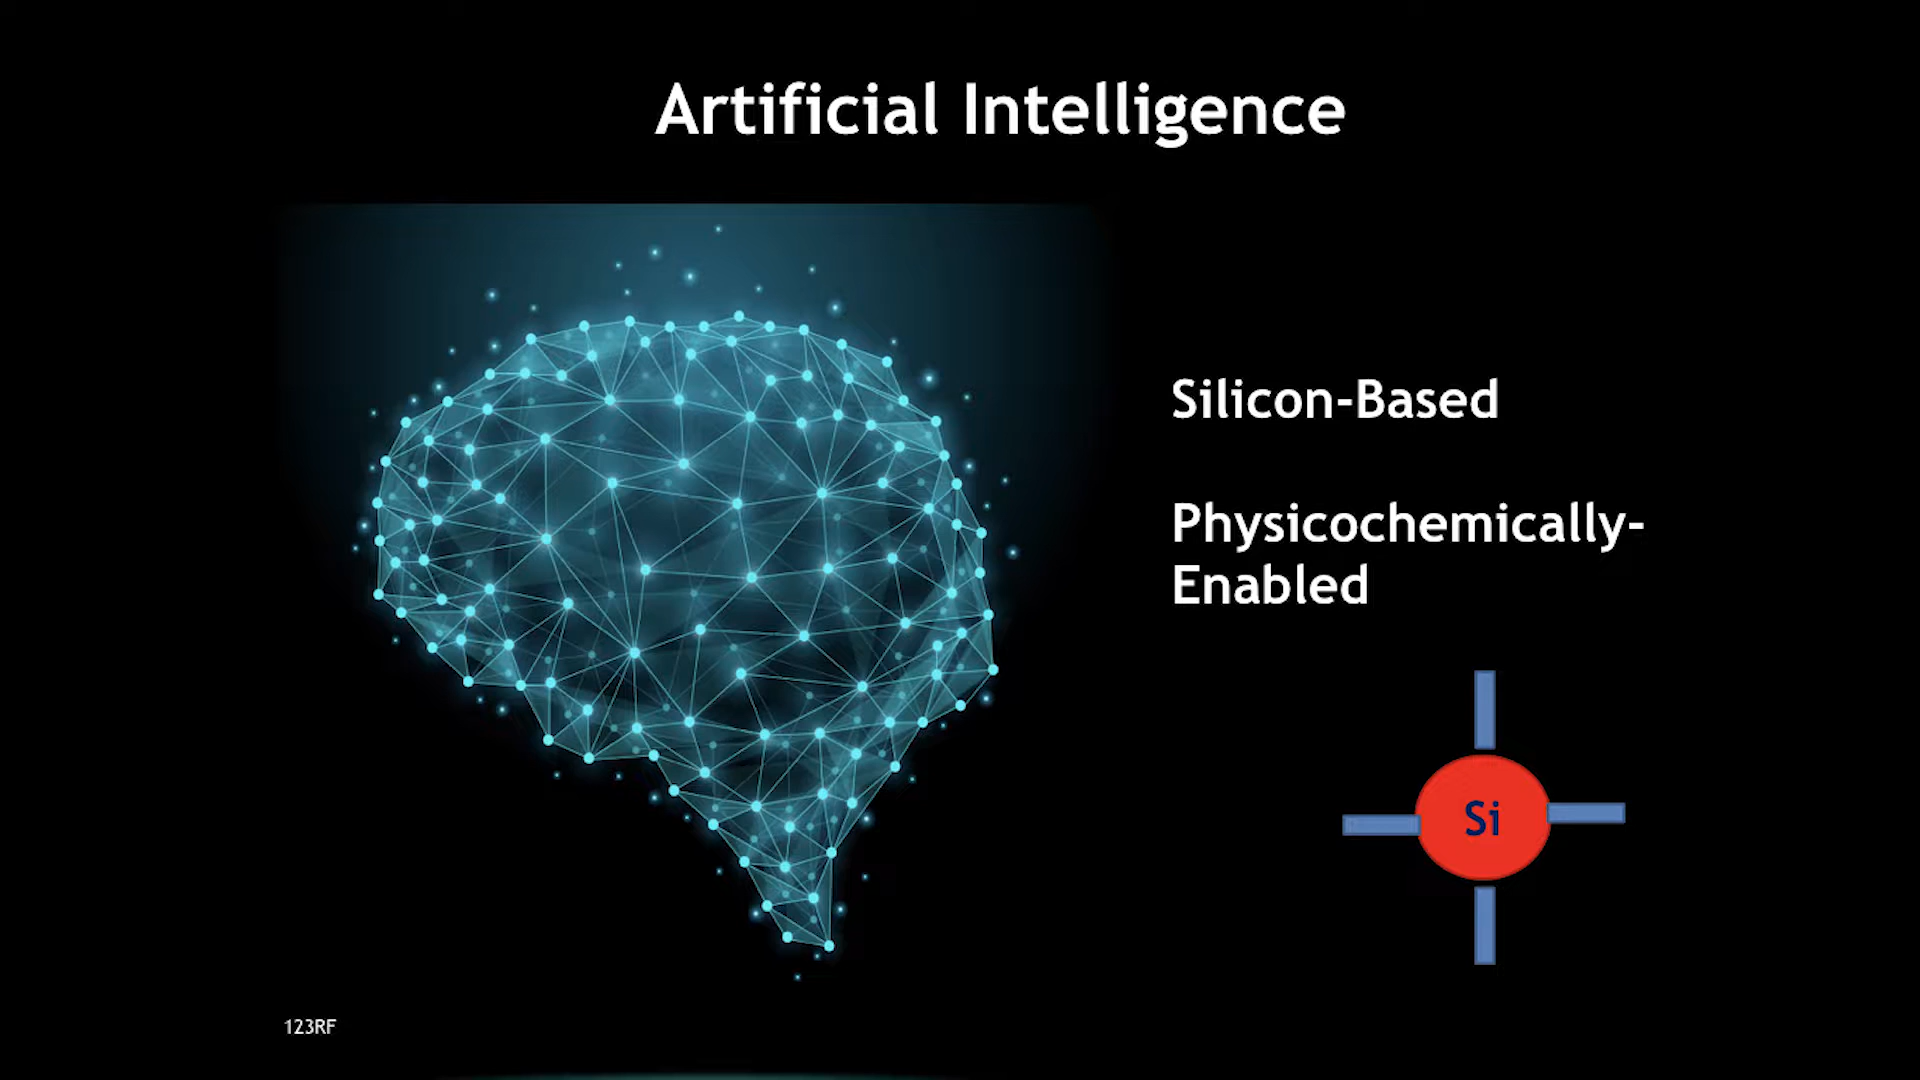 Artificial Intelligence
Silicon-Based
Physicochemically-
Enabled
Si
123RF